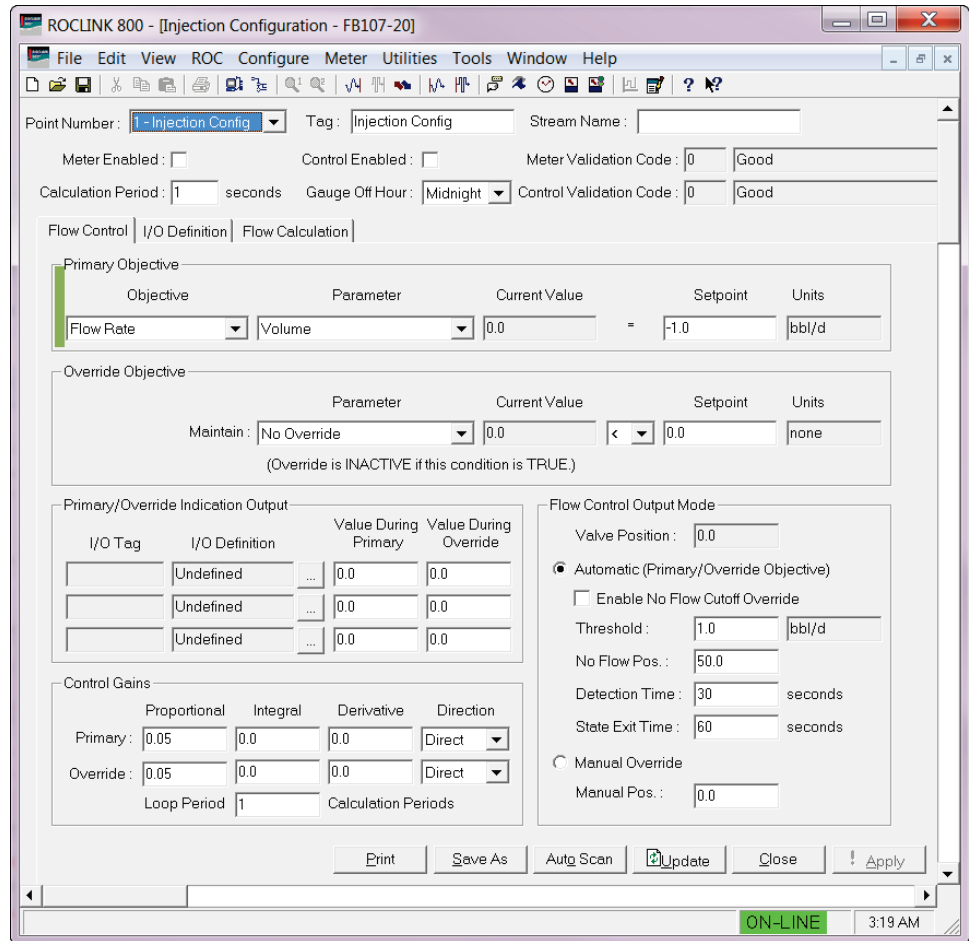 ROCLINK 800 - [Injection Configuration - FB107-20]
File Edit View ROC Configure Meter Utilities Tools Window Help
Point Number : 1 - Injection Config Tag : Injection Config Stream Name :
Meter Enabled : Control Enabled : Meter Validation Code : 0 Good
Calculation Period : 1 seconds Gauge Off Hour : Midnight Control Validation Code : 0 Good
Flow Control I/O Definition Flow Calculation
Primary Objective
Objective Parameter Current Value Setpoint Units
Flow Rate Volume 0.0 = -1.0 bbl/d
Override Objective
Parameter Current Value Setpoint Units
Maintain : No Override 0.0 < 0.0 none
(Override is INACTIVE if this condition is TRUE.)
Primary/Override Indication Output
I/O Tag I/O Definition Value During Primary Value During Override
Undefined ... 0.0 0.0
Undefined ... 0.0 0.0
Undefined ... 0.0 0.0
Control Gains
Proportional Integral Derivative Direction
Primary : 0.05 0.0 0.0 Direct
Override : 0.05 0.0 0.0 Direct
Loop Period 1 Calculation Periods
Flow Control Output Mode
Valve Position : 0.0
Automatic (Primary/Override Objective)
Enable No Flow Cutoff Override
Threshold : 1.0 bbl/d
No Flow Pos. : 50.0
Detection Time : 30 seconds
State Exit Time : 60 seconds
Manual Override
Manual Pos. : 0.0
Print Save As Auto Scan Update Close ! Apply
ON-LINE 3:19 AM